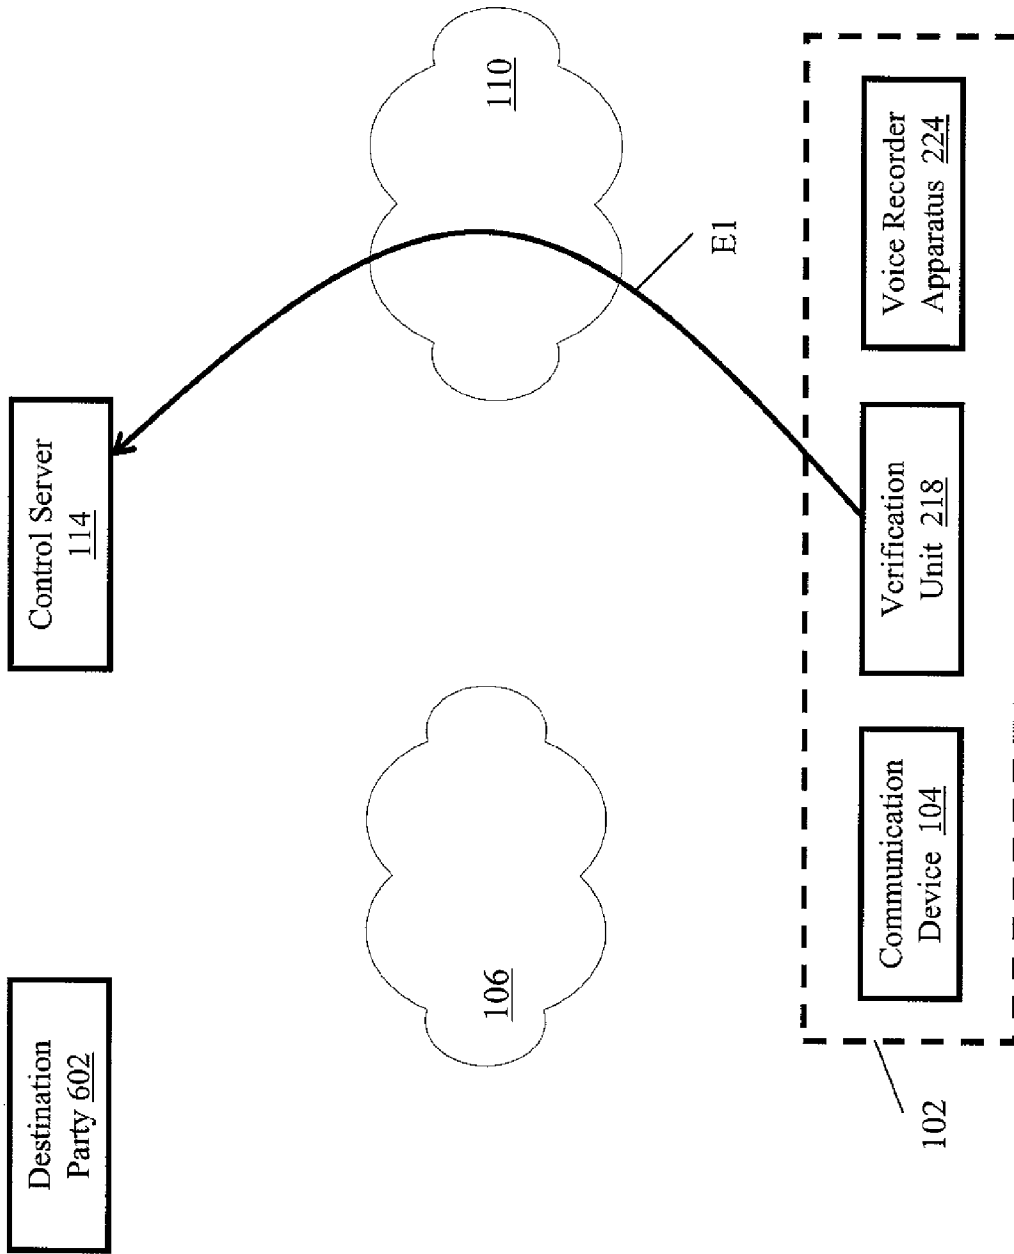 Destination
Party 602
Control Server
114
106
110
E1
102
Communication
Device 104
Verification
Unit 218
Voice Recorder
Apparatus 224